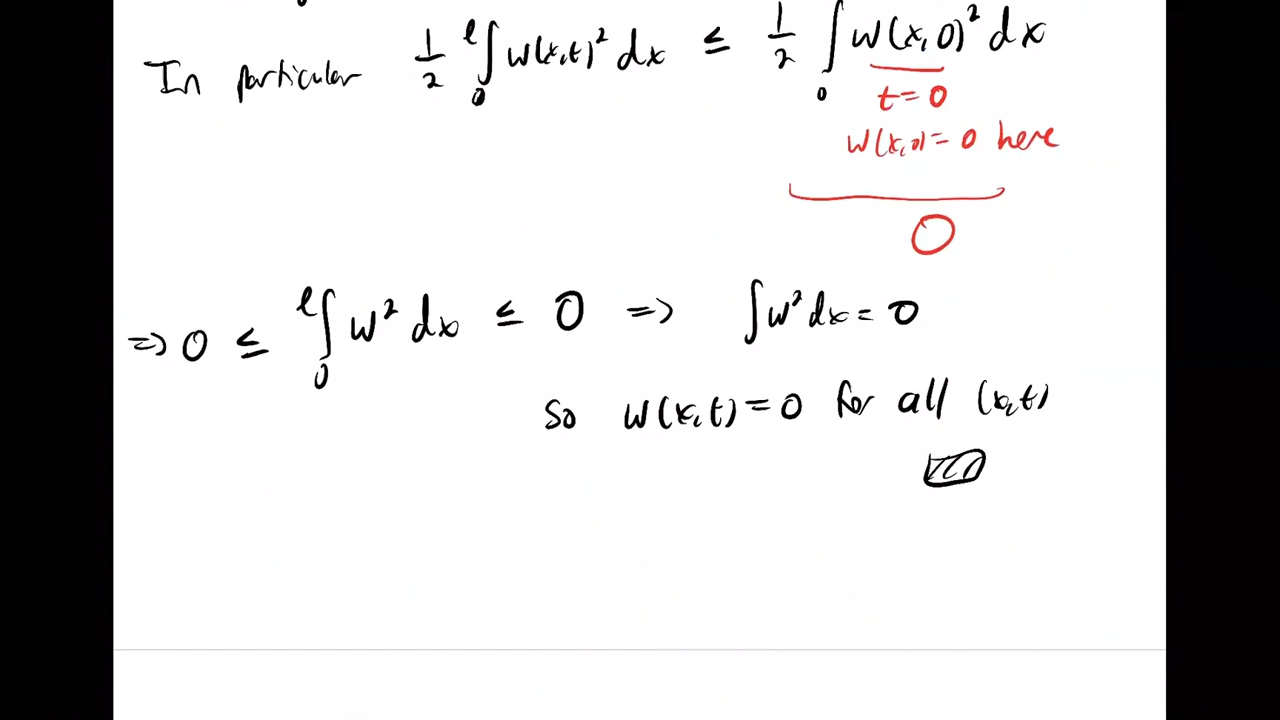 In particular 1/2 ∫₀ˡ w(x,t)² dx ≤ 1/2 ∫₀ w(x,0)² dx
t=0
w(x,0)=0 here
0
⇒ 0 ≤ ∫₀ˡ w² dx ≤ 0 ⇒ ∫w² dx = 0
So w(x,t) = 0 for all (x,t)